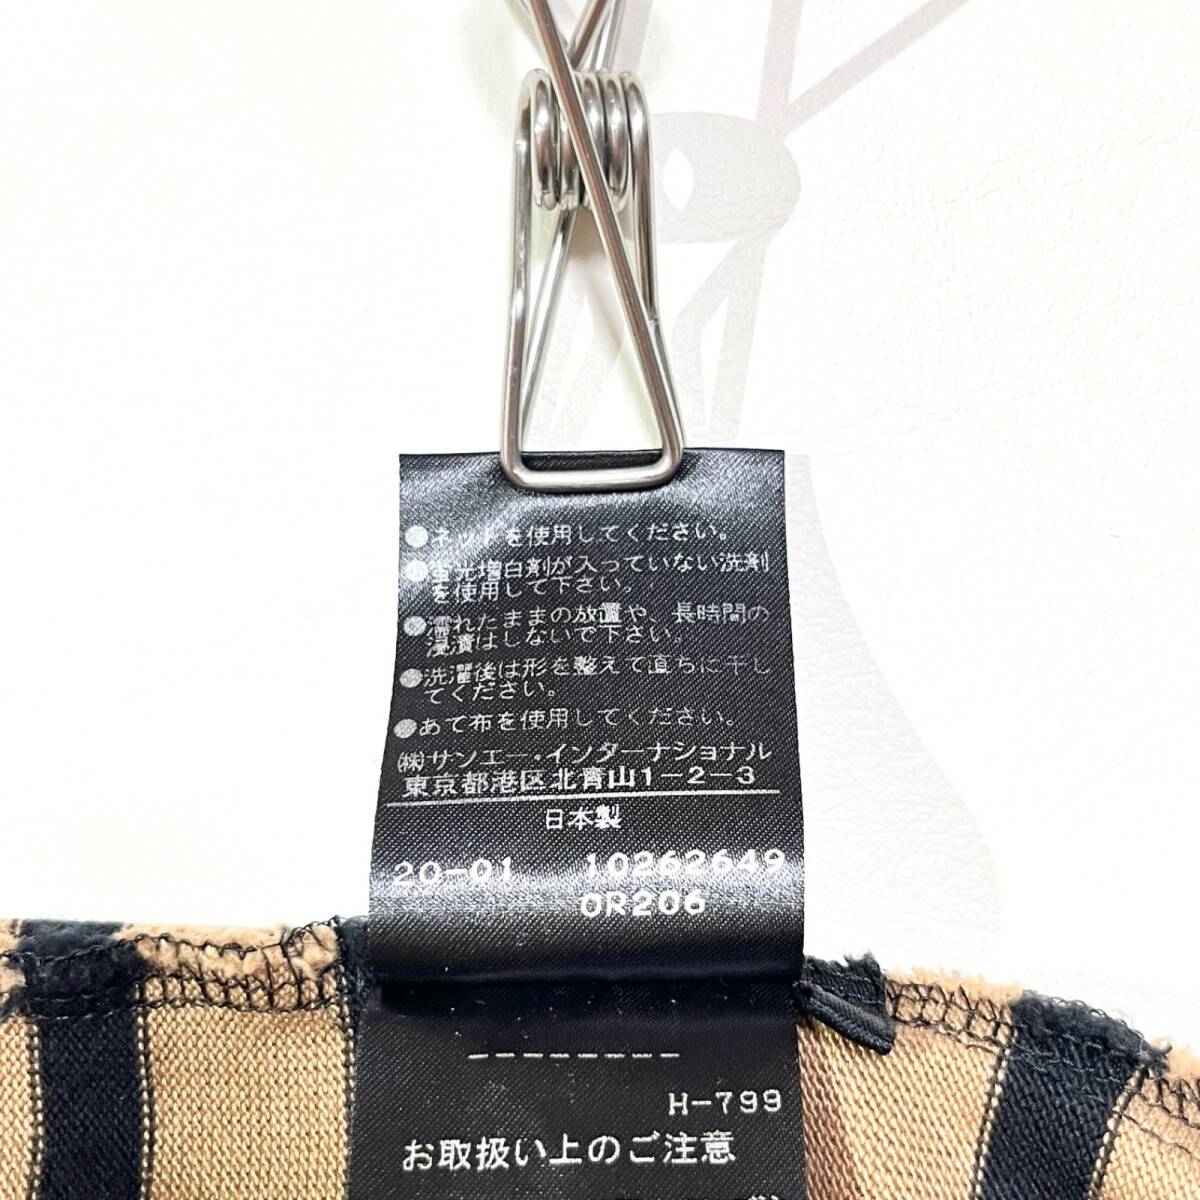 ●ネットを使用してください。
●蛍光増白剤が入っていない洗剤
を使用して下さい。
●濡れたままの放置や、長時間の
浸漬はしないで下さい。
●洗濯後は形を整えて直ちに干し
てください。
●あて布を使用してください。
㈱サンエー・インターナショナル
東京都港区北青山1-2-3
日本製
20-01 10262649
0R206
H-799
お取扱い上のご注意